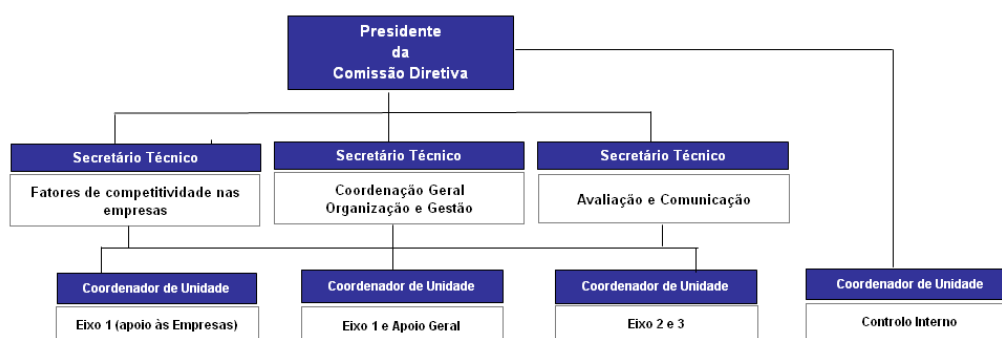 Presidente
da
Comissão Diretiva
Secretário Técnico
Fatores de competitividade nas
empresas
Secretário Técnico
Coordenação Geral
Organização e Gestão
Secretário Técnico
Avaliação e Comunicação
Coordenador de Unidade
Eixo 1 (apoio às Empresas)
Coordenador de Unidade
Eixo 1 e Apoio Geral
Coordenador de Unidade
Eixo 2 e 3
Coordenador de Unidade
Controlo Interno